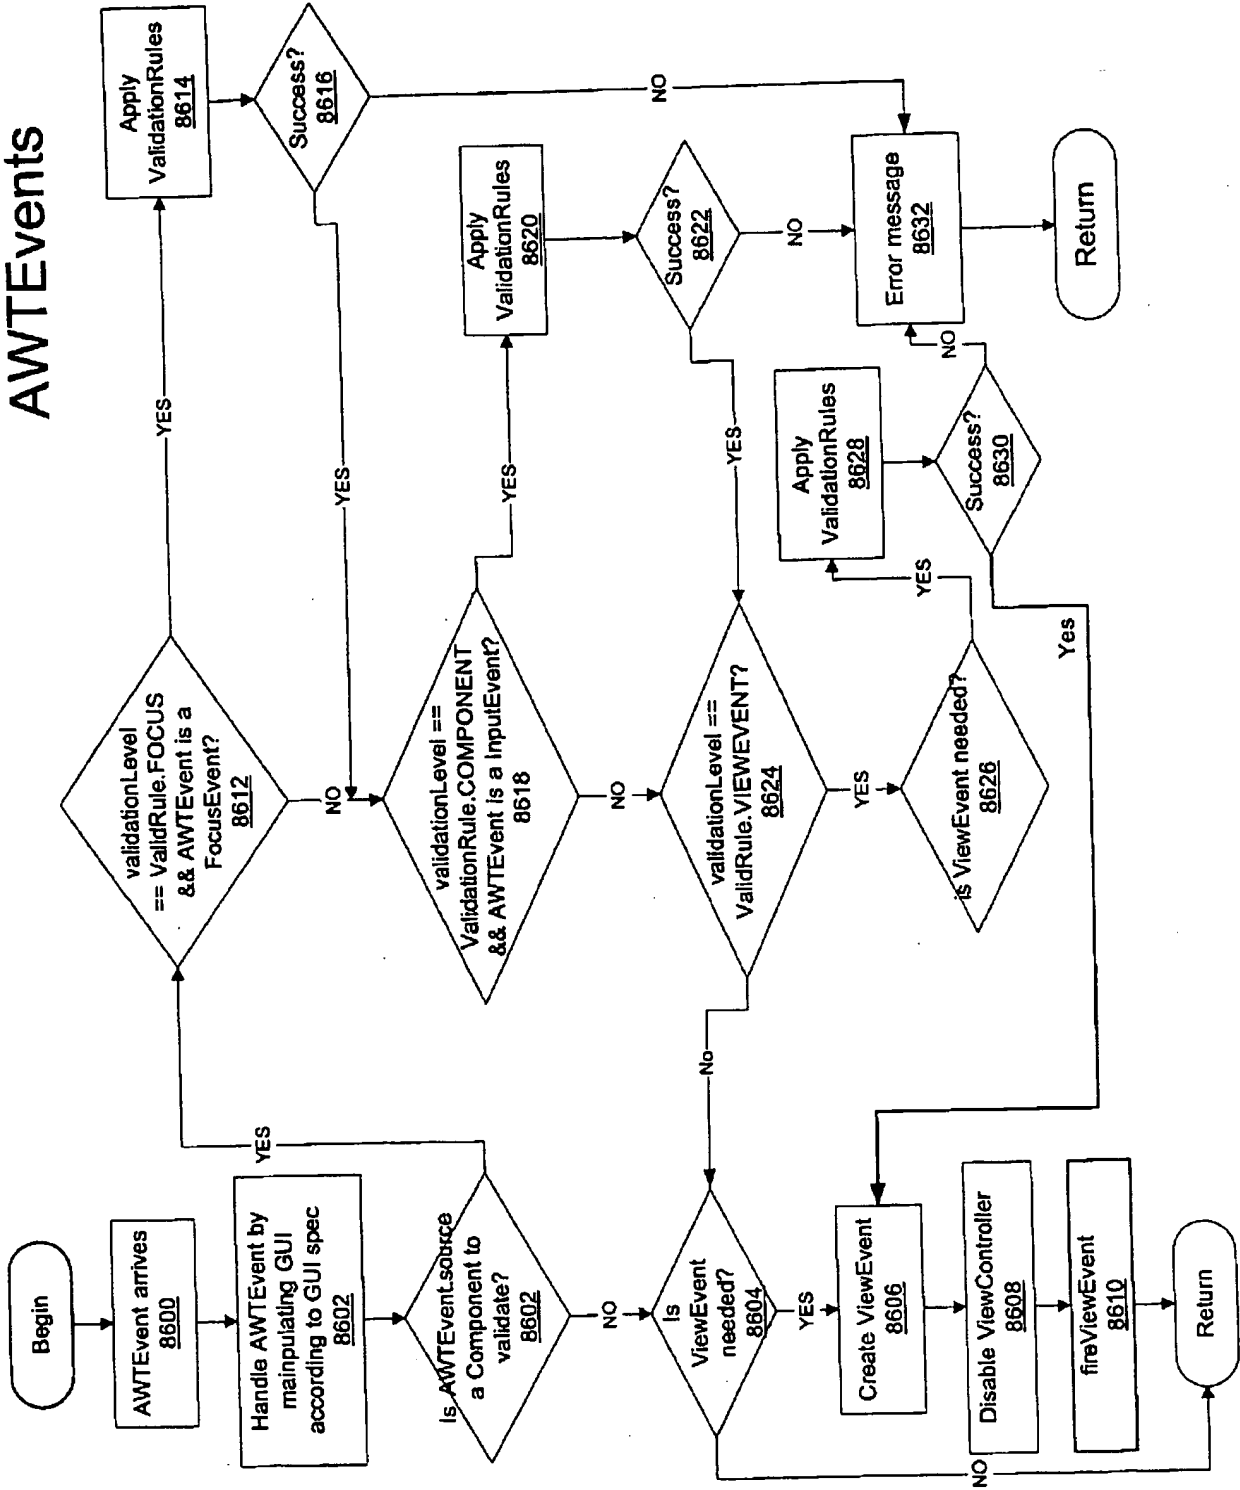 AWTEvents
Begin
AWTEvent arrives
8600
Handle AWTEvent by
mainpulating GUI
according to GUI spec
8602
Is AWTEvent.source
a Component to
validate?
8602
YES
NO
Is
ViewEvent
needed?
8604
YES
NO
Create ViewEvent
8606
Disable ViewController
8608
fireViewEvent
8610
Return
validationLevel
== ValidRule.FOCUS
&& AWTEvent is a
FocusEvent?
8612
YES
NO
Apply
ValidationRules
8614
Success?
8616
YES
NO
validationLevel ==
ValidationRule.COMPONENT
&& AWTEvent is a InputEvent?
8618
YES
NO
Apply
ValidationRules
8620
Success?
8622
YES
NO
validationLevel ==
ValidRule.VIEWEVENT?
8624
No
YES
is ViewEvent needed?
8626
YES
Apply
ValidationRules
8628
Success?
8630
NO
Yes
Error message
8632
Return